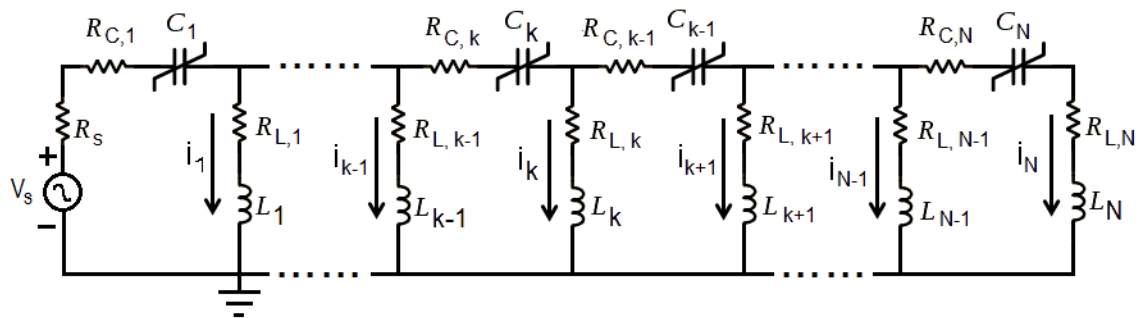 R_C,1 C_1 R_C, k C_k R_C, k-1 C_k-1 R_C,N C_N
R_s R_L,1 R_L, k-1 R_L, k R_L, k+1 R_L, N-1 R_L,N
+ V_s − i_1 i_k-1 i_k i_k+1 i_N-1 i_N
L_1 L_k-1 L_k L_k+1 L_N-1 L_N